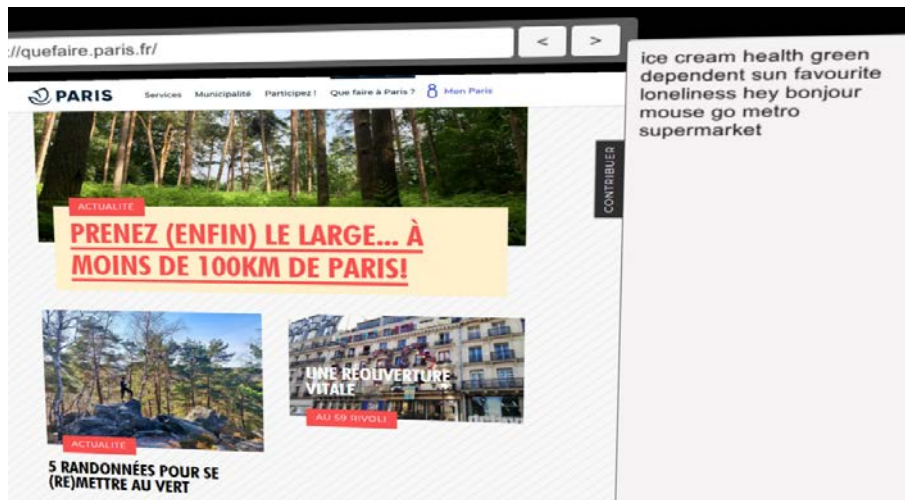 ://quefaire.paris.fr/
< >
PARIS Services Municipalité Participez ! Que faire à Paris ? Mon Paris
CONTRIBUER
ACTUALITÉ
PRENEZ (ENFIN) LE LARGE... À
MOINS DE 100KM DE PARIS!
UNE RÉOUVERTURE
VITALE
AU 59 RIVOLI
ACTUALITÉ
5 RANDONNÉES POUR SE
(RE)METTRE AU VERT
ice cream health green
dependent sun favourite
loneliness hey bonjour
mouse go metro
supermarket